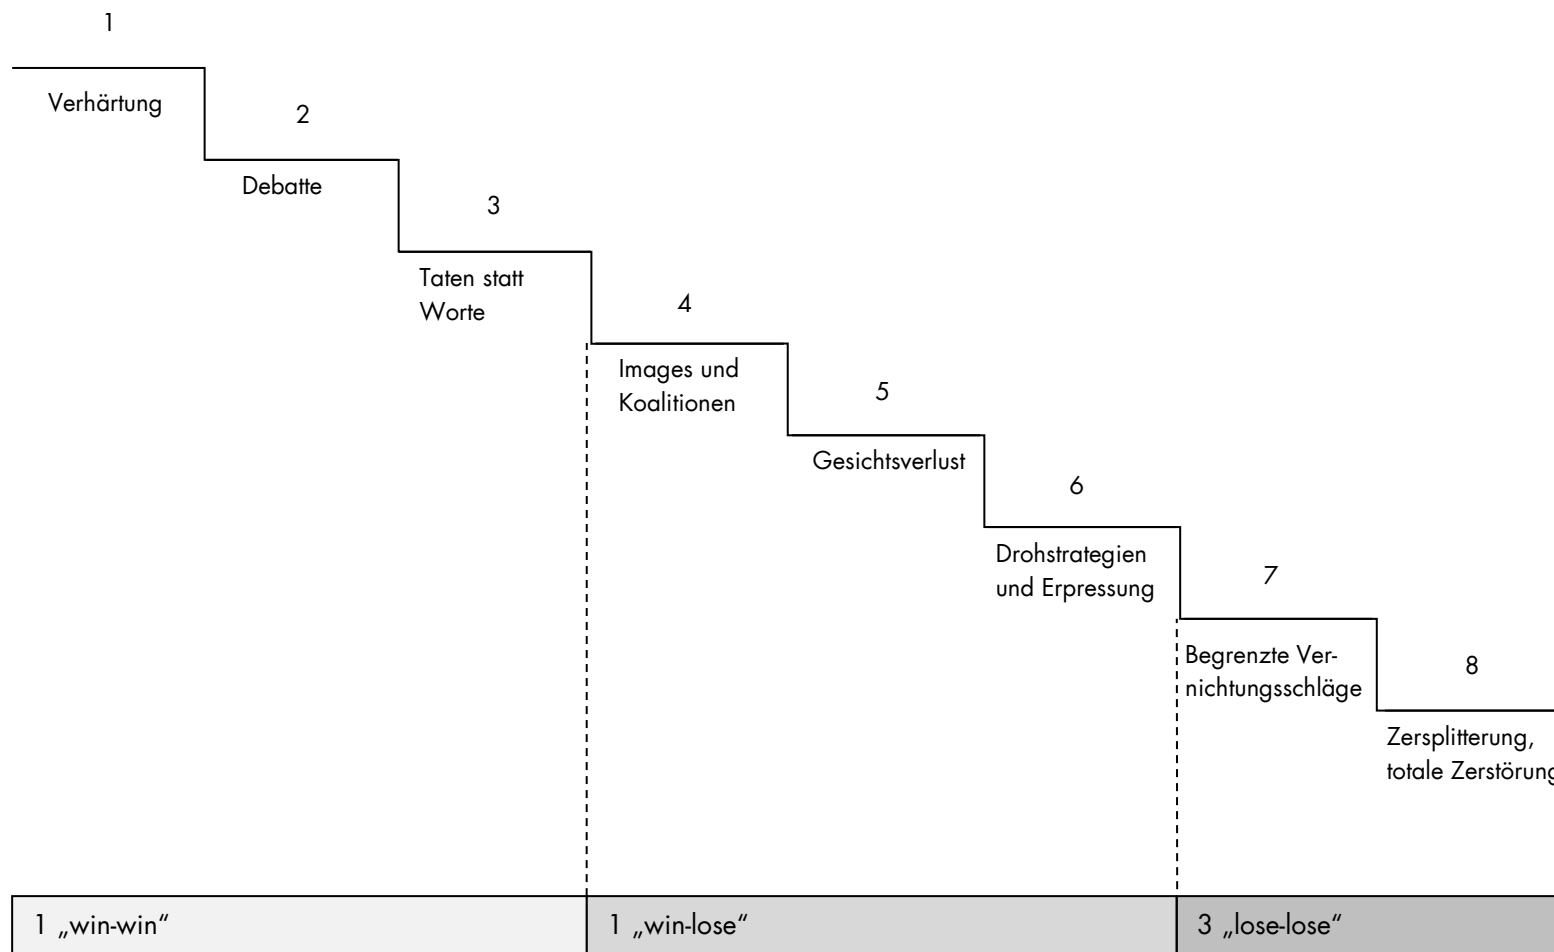 1
Verhärtung
2
Debatte
3
Taten statt
Worte
4
Images und
Koalitionen
5
Gesichtsverlust
6
Drohstrategien
und Erpressung
7
Begrenzte Ver-
nichtungsschläge
8
Zersplitterung,
totale Zerstörung
1 „win-win“
1 „win-lose“
3 „lose-lose“